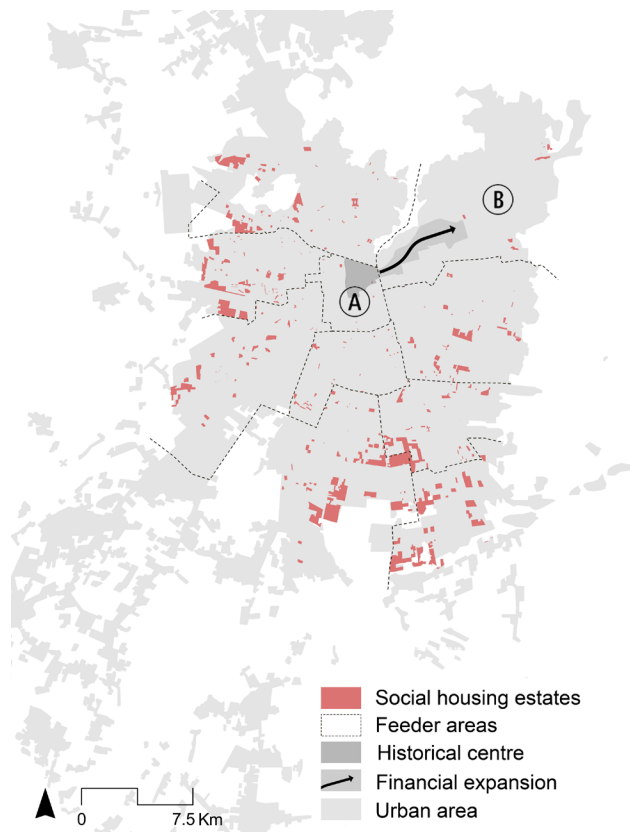 B
A
Social housing estates
Feeder areas
Historical centre
Financial expansion
Urban area
0 7.5 Km